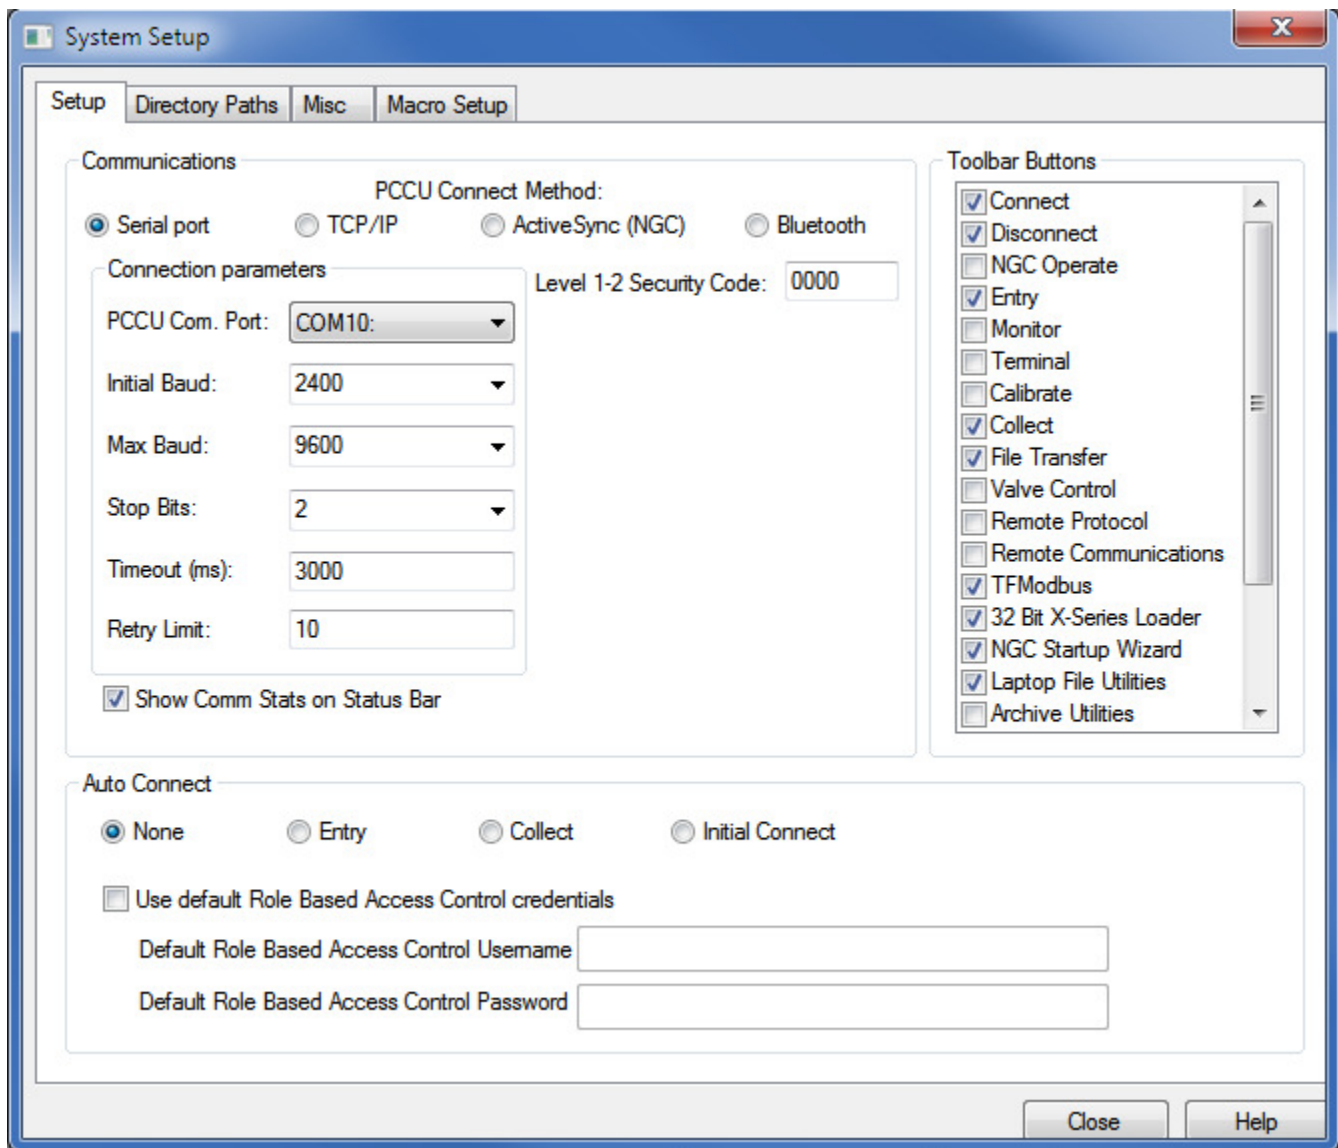 System Setup
Setup Directory Paths Misc Macro Setup
Communications
PCCU Connect Method:
Serial port TCP/IP ActiveSync (NGC) Bluetooth
Connection parameters
Level 1-2 Security Code: 0000
PCCU Com. Port: COM10:
Initial Baud: 2400
Max Baud: 9600
Stop Bits: 2
Timeout (ms): 3000
Retry Limit: 10
Show Comm Stats on Status Bar
Toolbar Buttons
Connect
Disconnect
NGC Operate
Entry
Monitor
Terminal
Calibrate
Collect
File Transfer
Valve Control
Remote Protocol
Remote Communications
TFModbus
32 Bit X-Series Loader
NGC Startup Wizard
Laptop File Utilities
Archive Utilities
Auto Connect
None Entry Collect Initial Connect
Use default Role Based Access Control credentials
Default Role Based Access Control Username
Default Role Based Access Control Password
Close Help